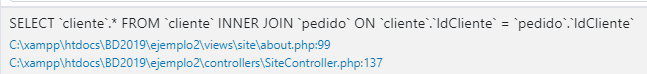 SELECT `cliente`.* FROM `cliente` INNER JOIN `pedido` ON `cliente`.`IdCliente` = `pedido`.`IdCliente`
C:\xampp\htdocs\BD2019\ejemplo2\views\site\about.php:99
C:\xampp\htdocs\BD2019\ejemplo2\controllers\SiteController.php:137